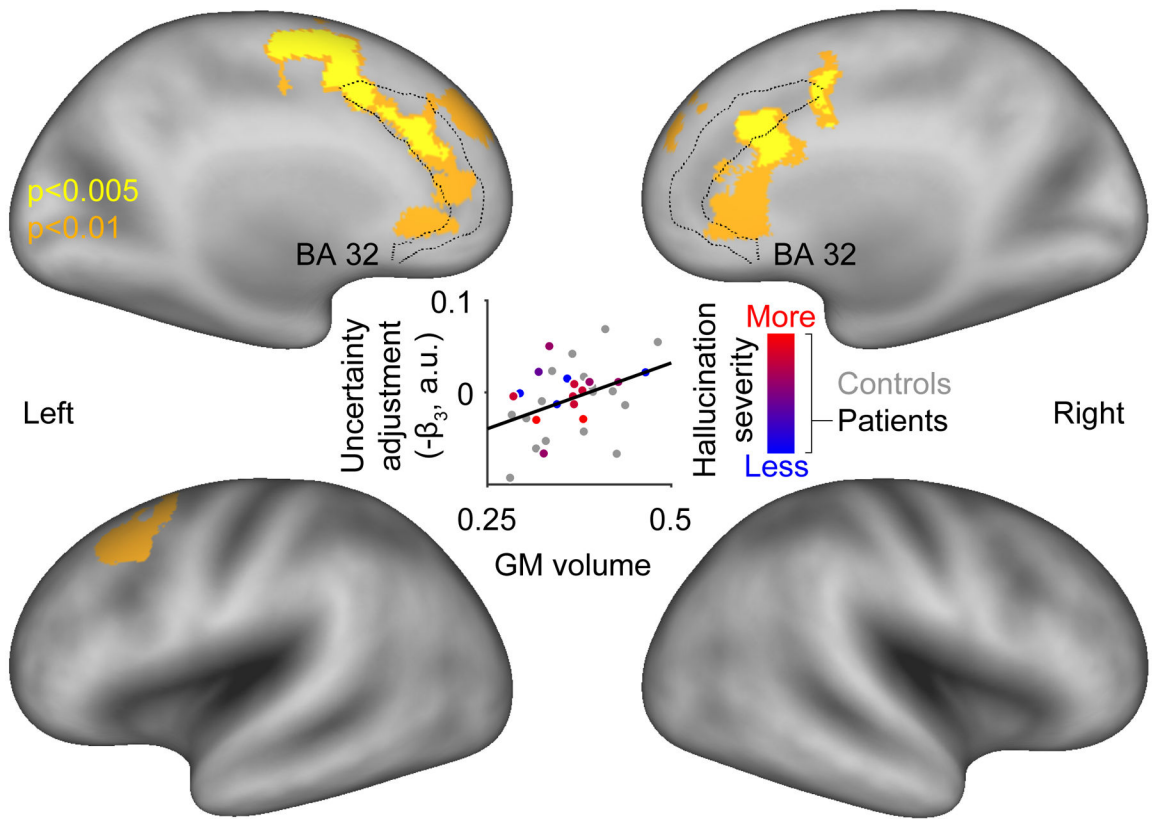 p<0.005
p<0.01
BA 32
BA 32
0.1
0
Uncertainty
adjustment
(-β₃, a.u.)
0.25
0.5
GM volume
Hallucination
severity
More
Less
Controls
Patients
Left
Right